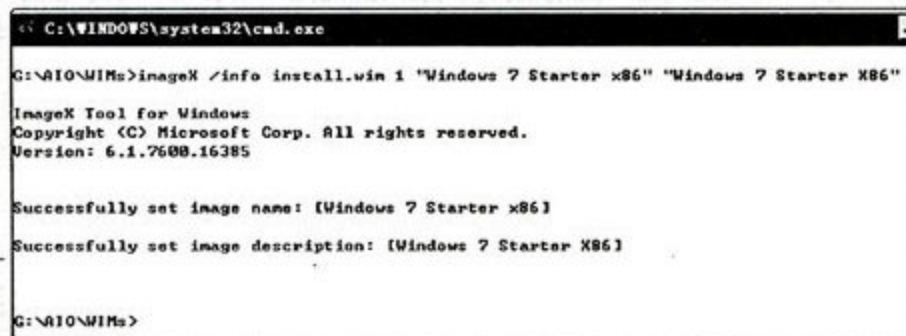 C:\WINDOWS\system32\cmd.exe
G:\AIO\WIMs>imageX /info install.wim 1 "Windows 7 Starter x86" "Windows 7 Starter X86"
ImageX Tool for Windows
Copyright (C) Microsoft Corp. All rights reserved.
Version: 6.1.7600.16385
Successfully set image name: [Windows 7 Starter x86]
Successfully set image description: [Windows 7 Starter X86]
G:\AIO\WIMs>